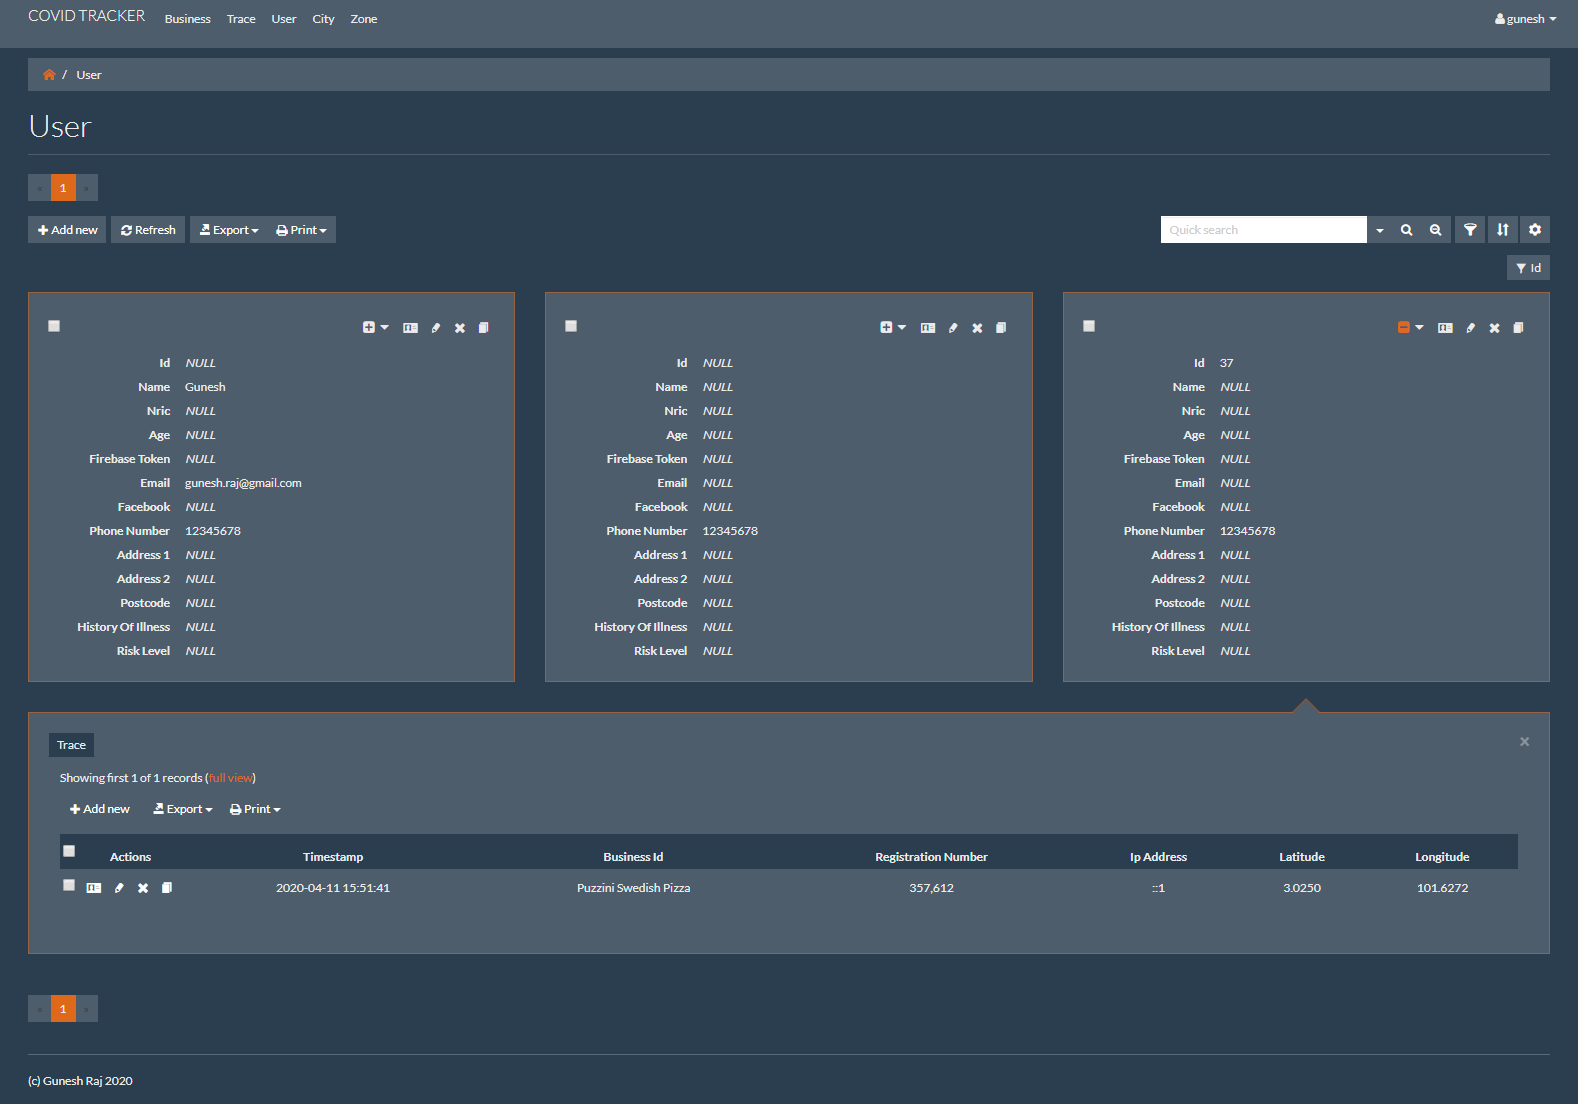 COVID TRACKER Business Trace User City Zone gunesh
/ User
User
« 1 »
Add new Refresh Export Print Quick search
Id
Id NULL
Name Gunesh
Nric NULL
Age NULL
Firebase Token NULL
Email gunesh.raj@gmail.com
Facebook NULL
Phone Number 12345678
Address 1 NULL
Address 2 NULL
Postcode NULL
History Of Illness NULL
Risk Level NULL
Id NULL
Name NULL
Nric NULL
Age NULL
Firebase Token NULL
Email NULL
Facebook NULL
Phone Number 12345678
Address 1 NULL
Address 2 NULL
Postcode NULL
History Of Illness NULL
Risk Level NULL
Id 37
Name NULL
Nric NULL
Age NULL
Firebase Token NULL
Email NULL
Facebook NULL
Phone Number 12345678
Address 1 NULL
Address 2 NULL
Postcode NULL
History Of Illness NULL
Risk Level NULL
Trace ×
Showing first 1 of 1 records (full view)
Add new Export Print
Actions Timestamp Business Id Registration Number Ip Address Latitude Longitude
2020-04-11 15:51:41 Puzzini Swedish Pizza 357,612 ::1 3.0250 101.6272
« 1 »
(c) Gunesh Raj 2020